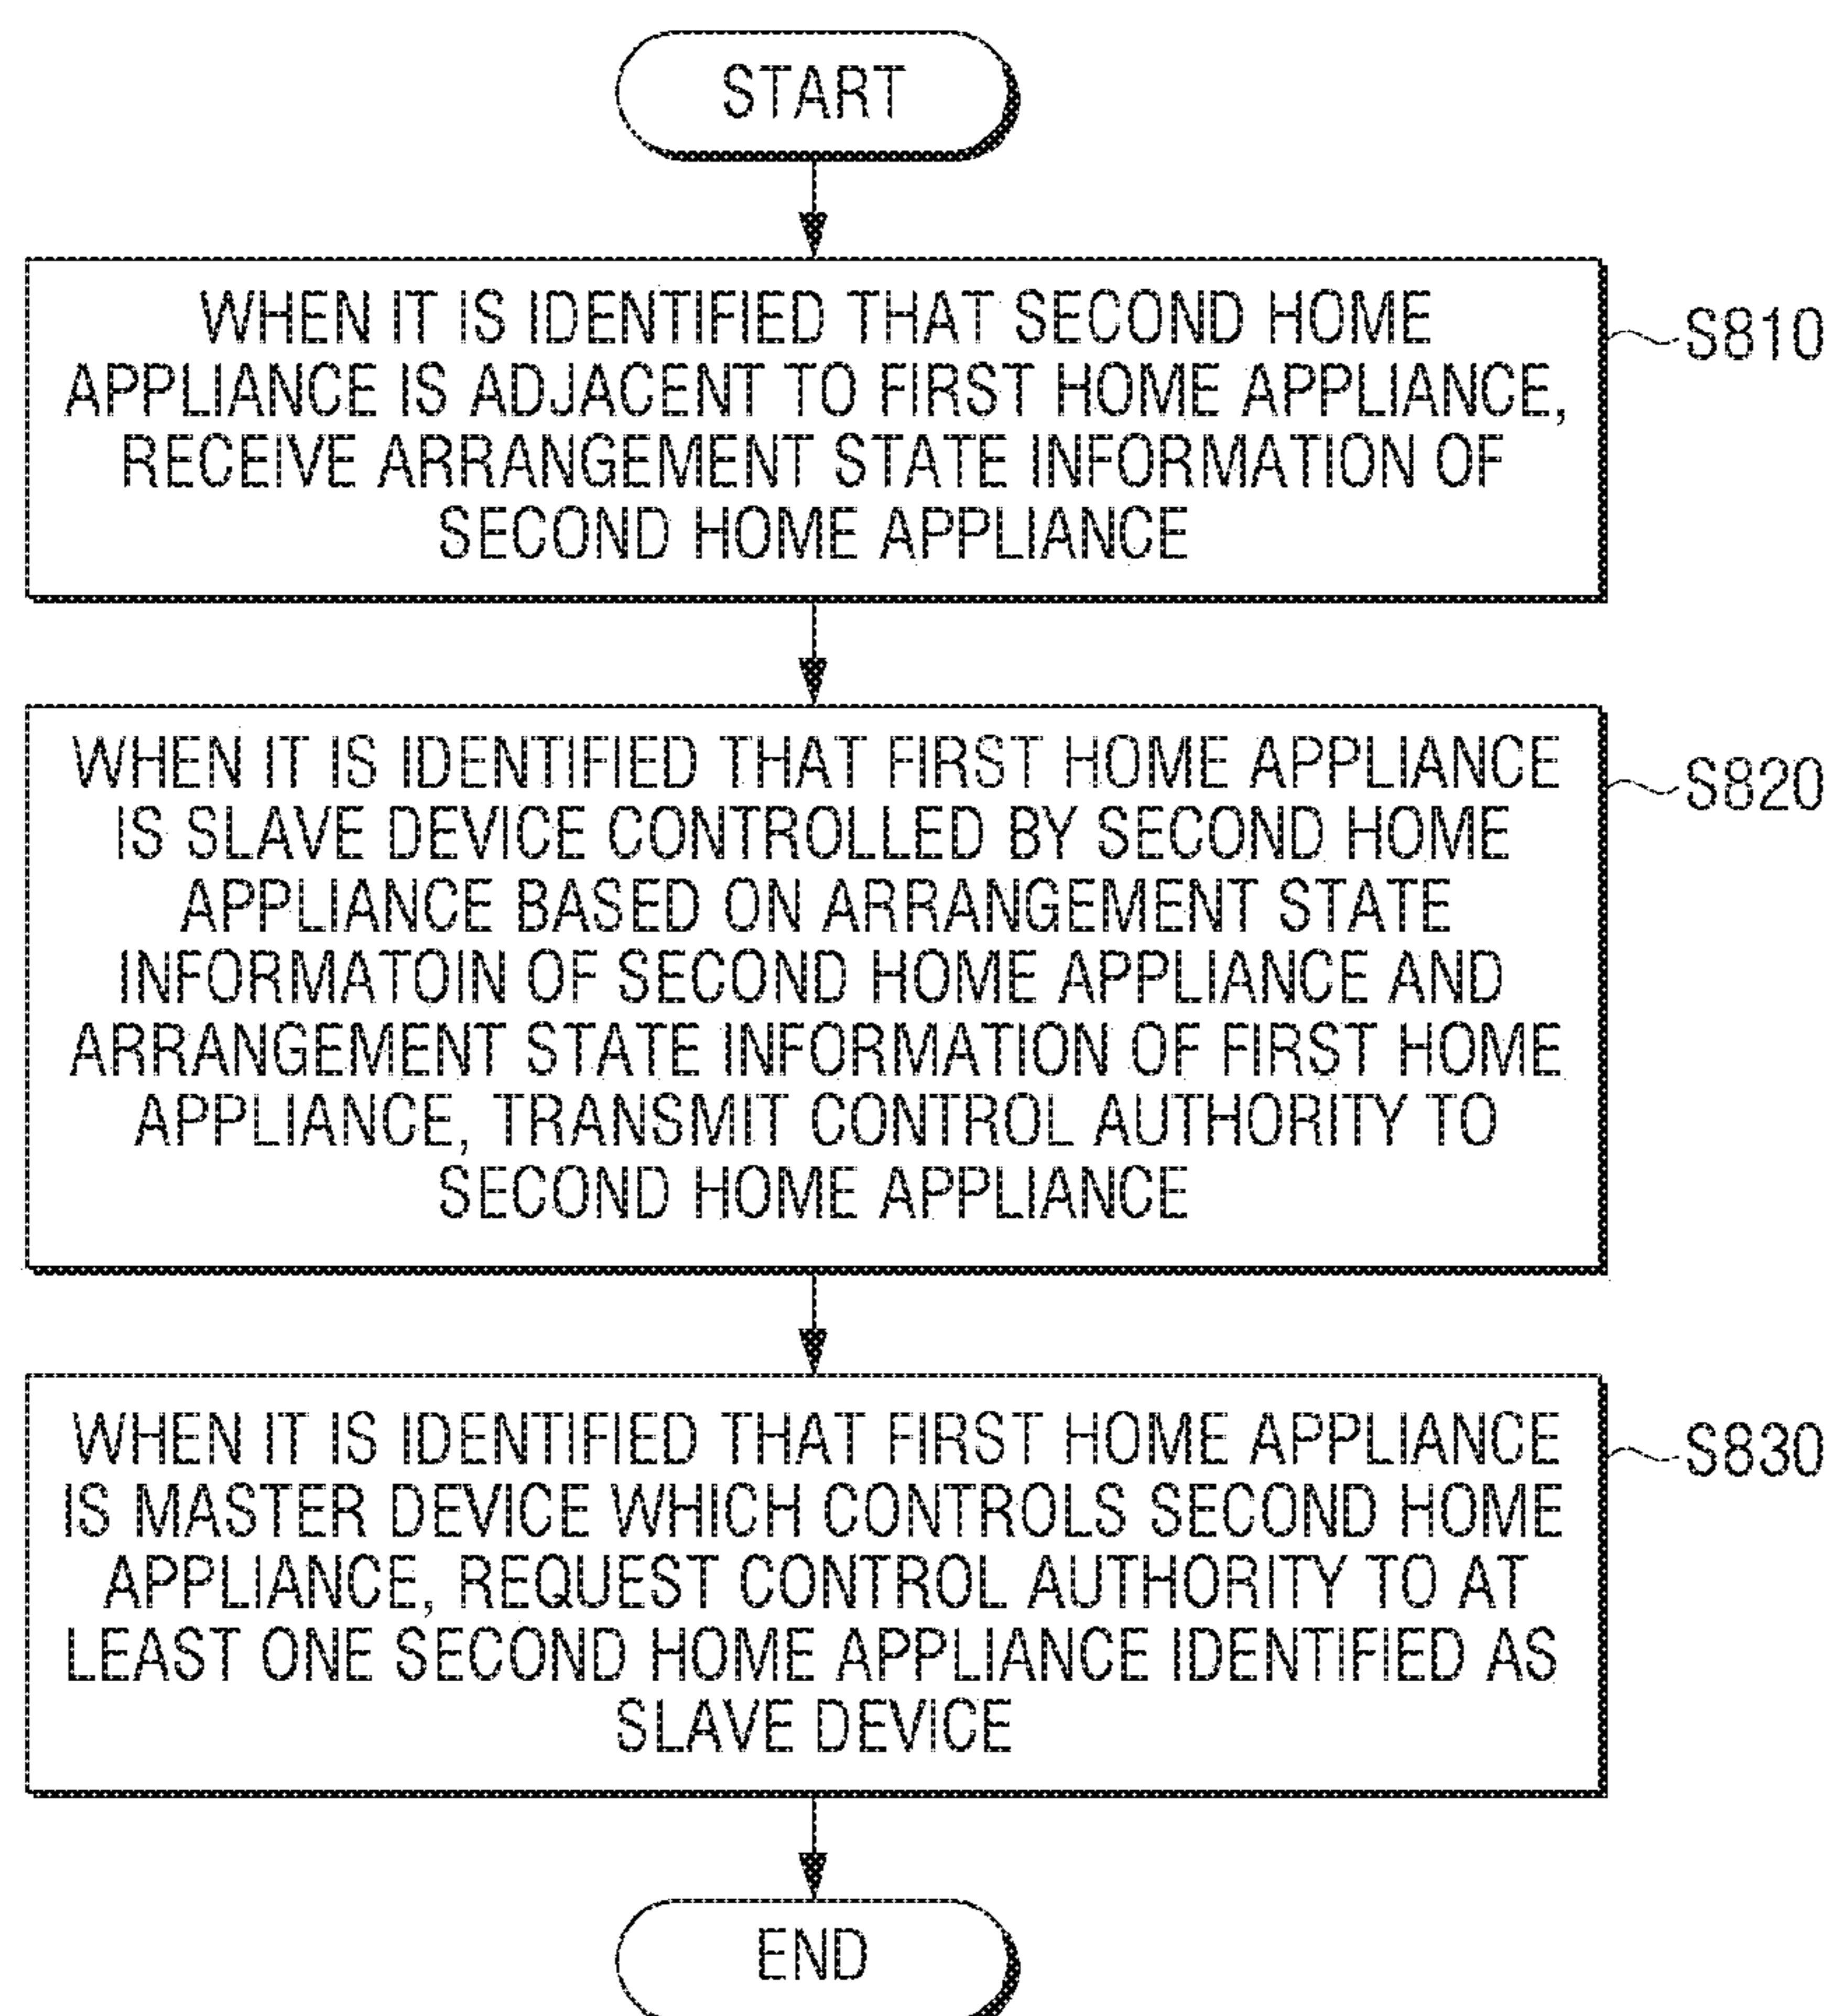 START
WHEN IT IS IDENTIFIED THAT SECOND HOME
APPLIANCE IS ADJACENT TO FIRST HOME APPLIANCE,
RECEIVE ARRANGEMENT STATE INFORMATION OF
SECOND HOME APPLIANCE
S810
WHEN IT IS IDENTIFIED THAT FIRST HOME APPLIANCE
IS SLAVE DEVICE CONTROLLED BY SECOND HOME
APPLIANCE BASED ON ARRANGEMENT STATE
INFORMATOIN OF SECOND HOME APPLIANCE AND
ARRANGEMENT STATE INFORMATION OF FIRST HOME
APPLIANCE, TRANSMIT CONTROL AUTHORITY TO
SECOND HOME APPLIANCE
S820
WHEN IT IS IDENTIFIED THAT FIRST HOME APPLIANCE
IS MASTER DEVICE WHICH CONTROLS SECOND HOME
APPLIANCE, REQUEST CONTROL AUTHORITY TO AT
LEAST ONE SECOND HOME APPLIANCE IDENTIFIED AS
SLAVE DEVICE
S830
END